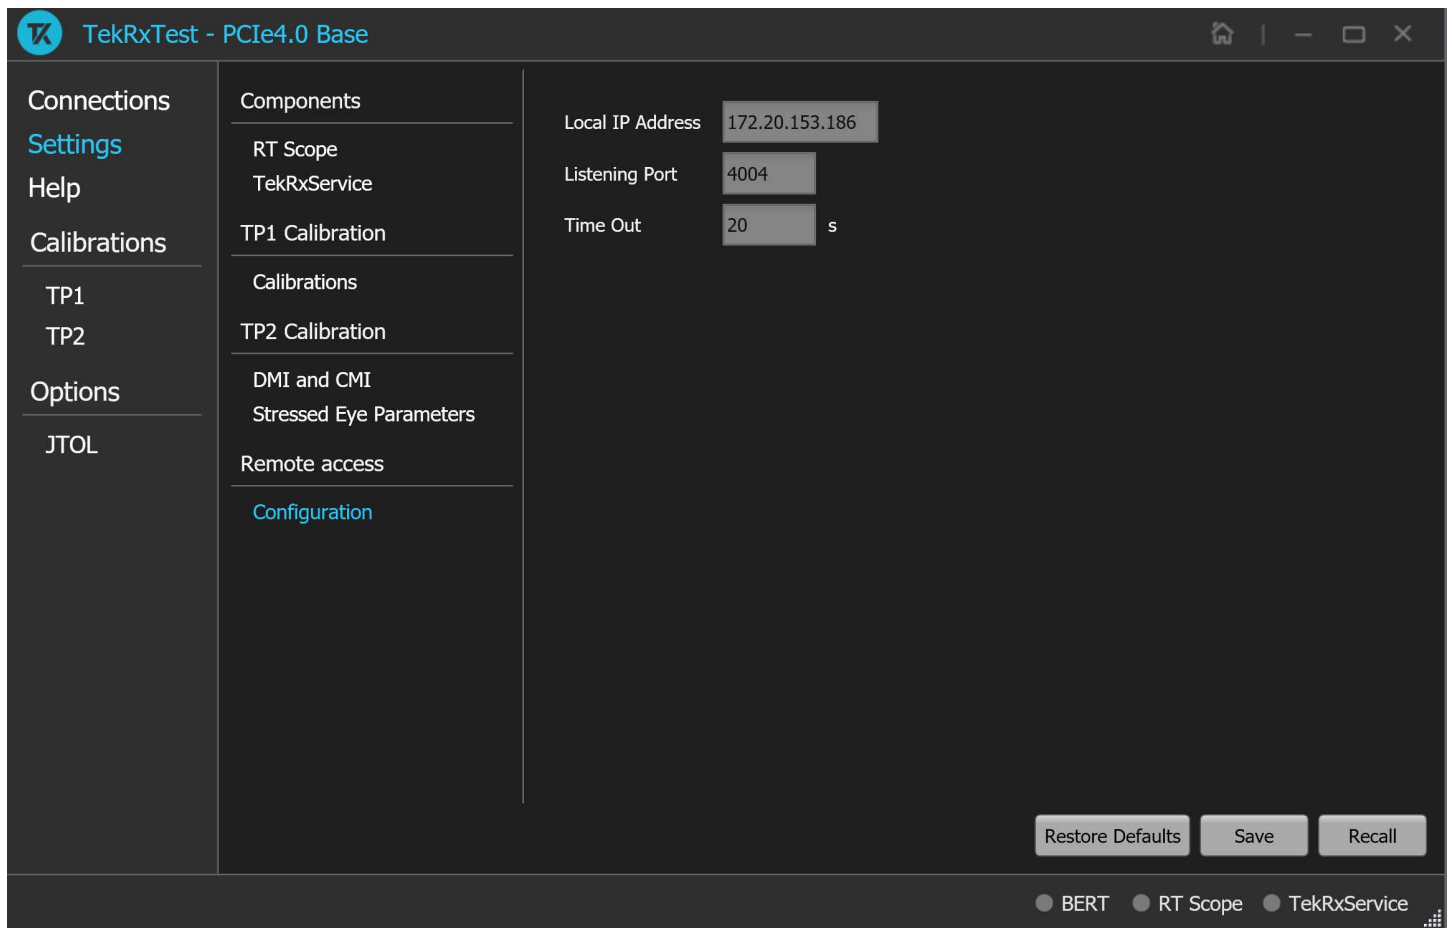 TekRxTest - PCIe4.0 Base
Connections
Settings
Help
Calibrations
TP1
TP2
Options
JTOL
Components
RT Scope
TekRxService
TP1 Calibration
Calibrations
TP2 Calibration
DMI and CMI
Stressed Eye Parameters
Remote access
Configuration
Local IP Address 172.20.153.186
Listening Port 4004
Time Out 20 s
Restore Defaults Save Recall
BERT RT Scope TekRxService